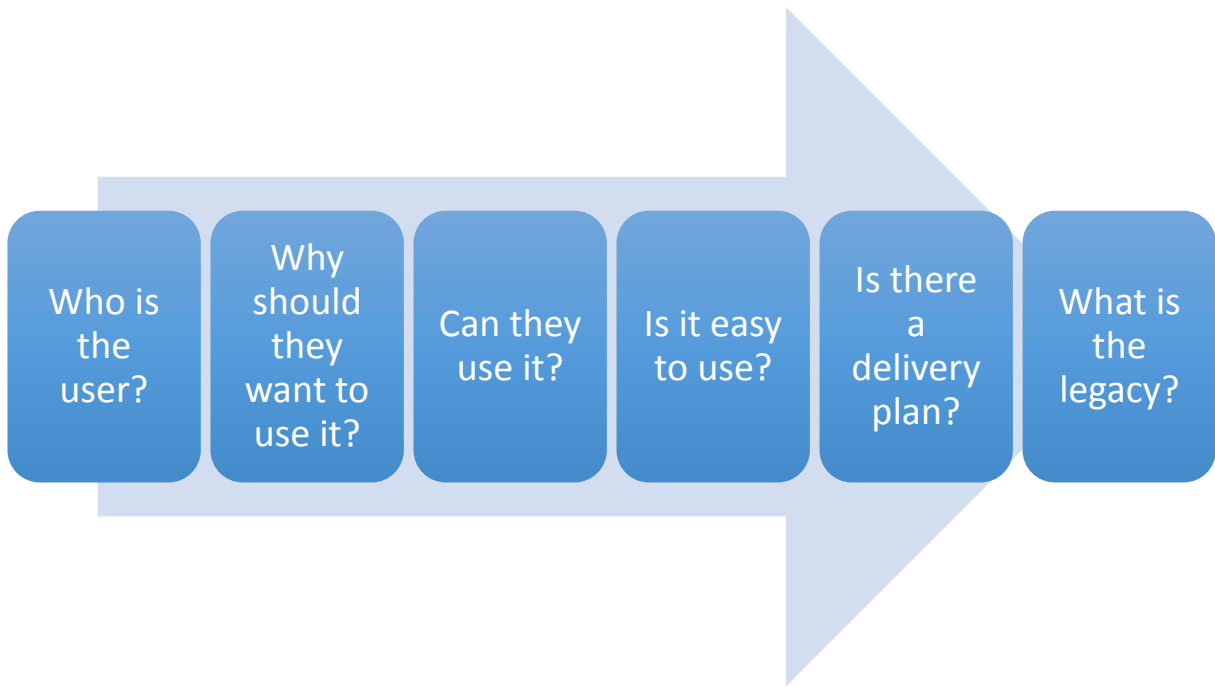 Who is
the
user?
Why
should
they
want to
use it?
Can they
use it?
Is it easy
to use?
Is there
a
delivery
plan?
What is
the
legacy?